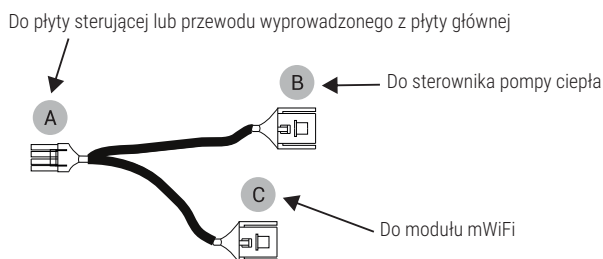 Do płyty sterującej lub przewodu wyprowadzonego z płyty głównej
B
Do sterownika pompy ciepła
A
C
Do modułu mWiFi